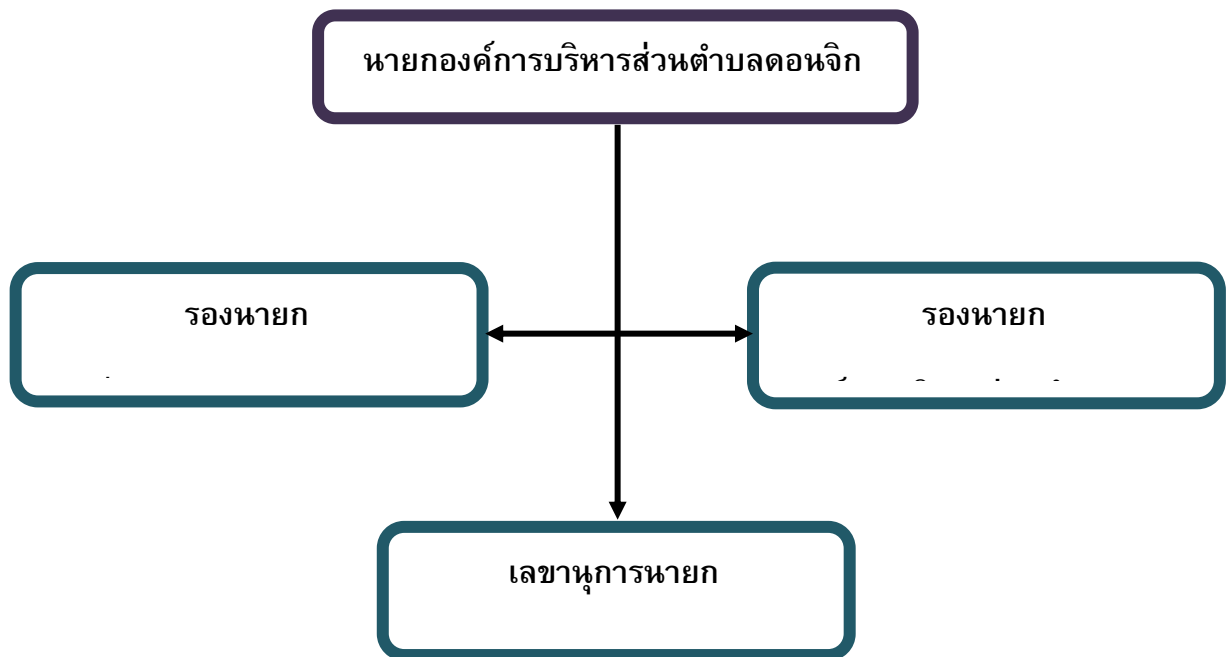 นายกองค์การบริหารส่วนตำบลดอนจิก
รองนายก
รองนายก
เลขานุการนายก